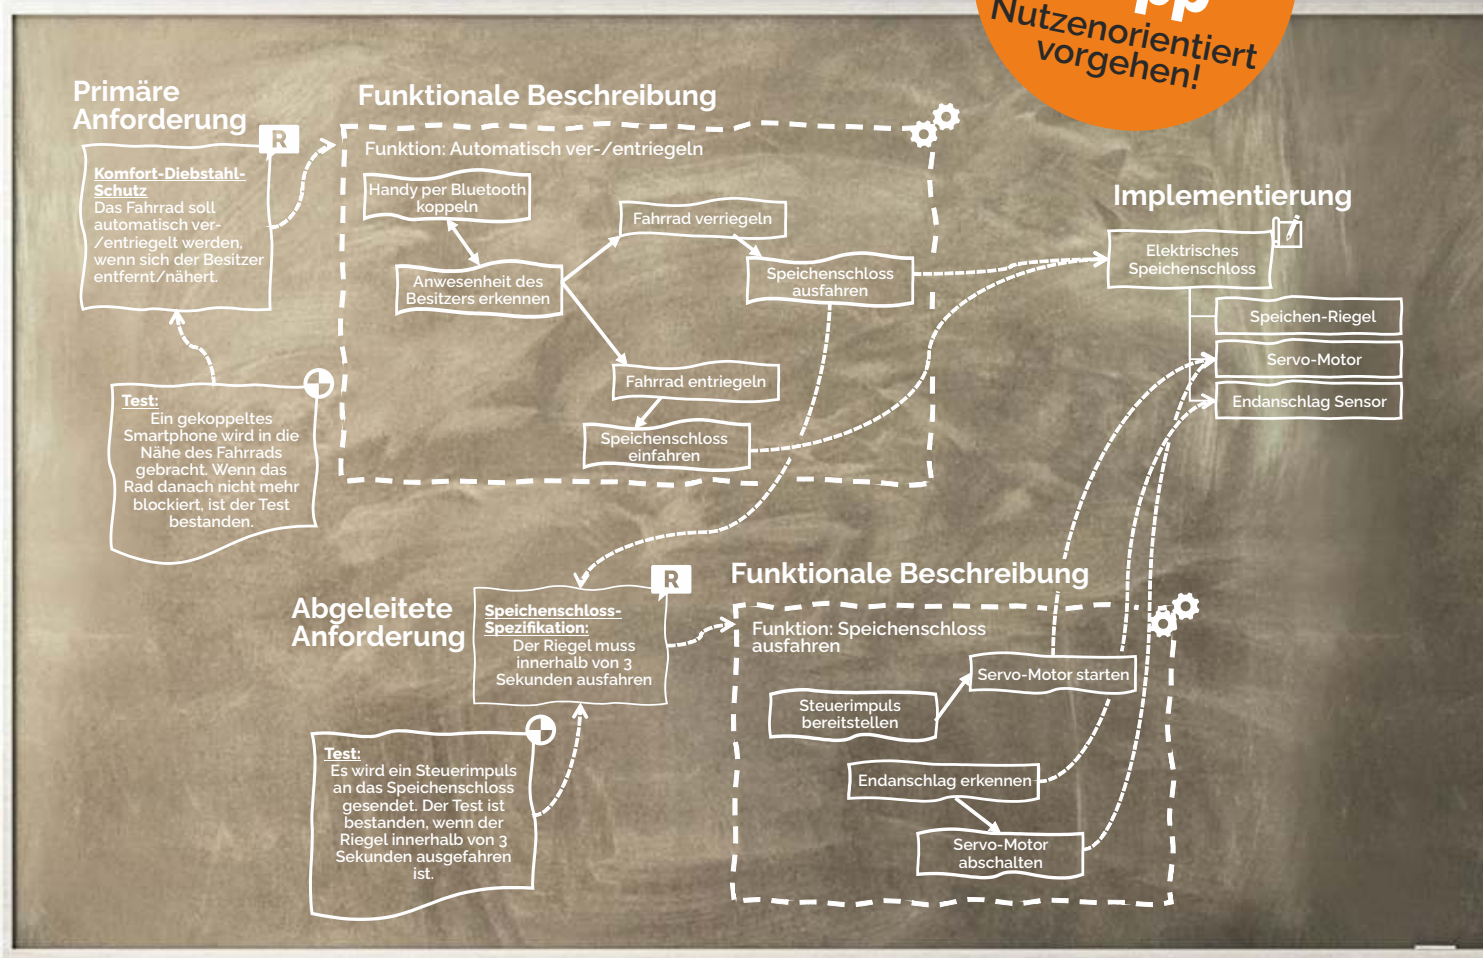 Nutzenorientiert
vorgehen!
Primäre
Anforderung
R
Komfort-Diebstahl-
Schutz
Das Fahrrad soll
automatisch ver-
/entriegelt werden,
wenn sich der Besitzer
entfernt/nähert.
Test:
Ein gekoppeltes
Smartphone wird in die
Nähe des Fahrrads
gebracht. Wenn das
Rad danach nicht mehr
blockiert, ist der Test
bestanden.
Funktionale Beschreibung
Funktion: Automatisch ver-/entriegeln
Handy per Bluetooth
koppeln
Anwesenheit des
Besitzers erkennen
Fahrrad verriegeln
Speichenschloss
ausfahren
Fahrrad entriegeln
Speichenschloss
einfahren
Implementierung
Elektrisches
Speichenschloss
Speichen-Riegel
Servo-Motor
Endanschlag Sensor
Abgeleitete
Anforderung
R
Speichenschloss-
Spezifikation:
Der Riegel muss
innerhalb von 3
Sekunden ausfahren
Test:
Es wird ein Steuerimpuls
an das Speichenschloss
gesendet. Der Test ist
bestanden, wenn der
Riegel innerhalb von 3
Sekunden ausgefahren
ist.
Funktionale Beschreibung
Funktion: Speichenschloss
ausfahren
Servo-Motor starten
Steuerimpuls
bereitstellen
Endanschlag erkennen
Servo-Motor
abschalten